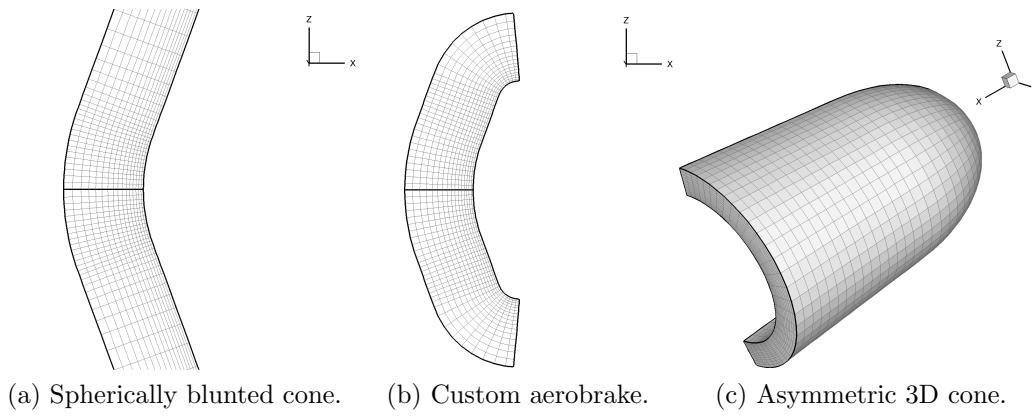 z
x
z
x
z
x
(a) Spherically blunted cone.
(b) Custom aerobrake.
(c) Asymmetric 3D cone.